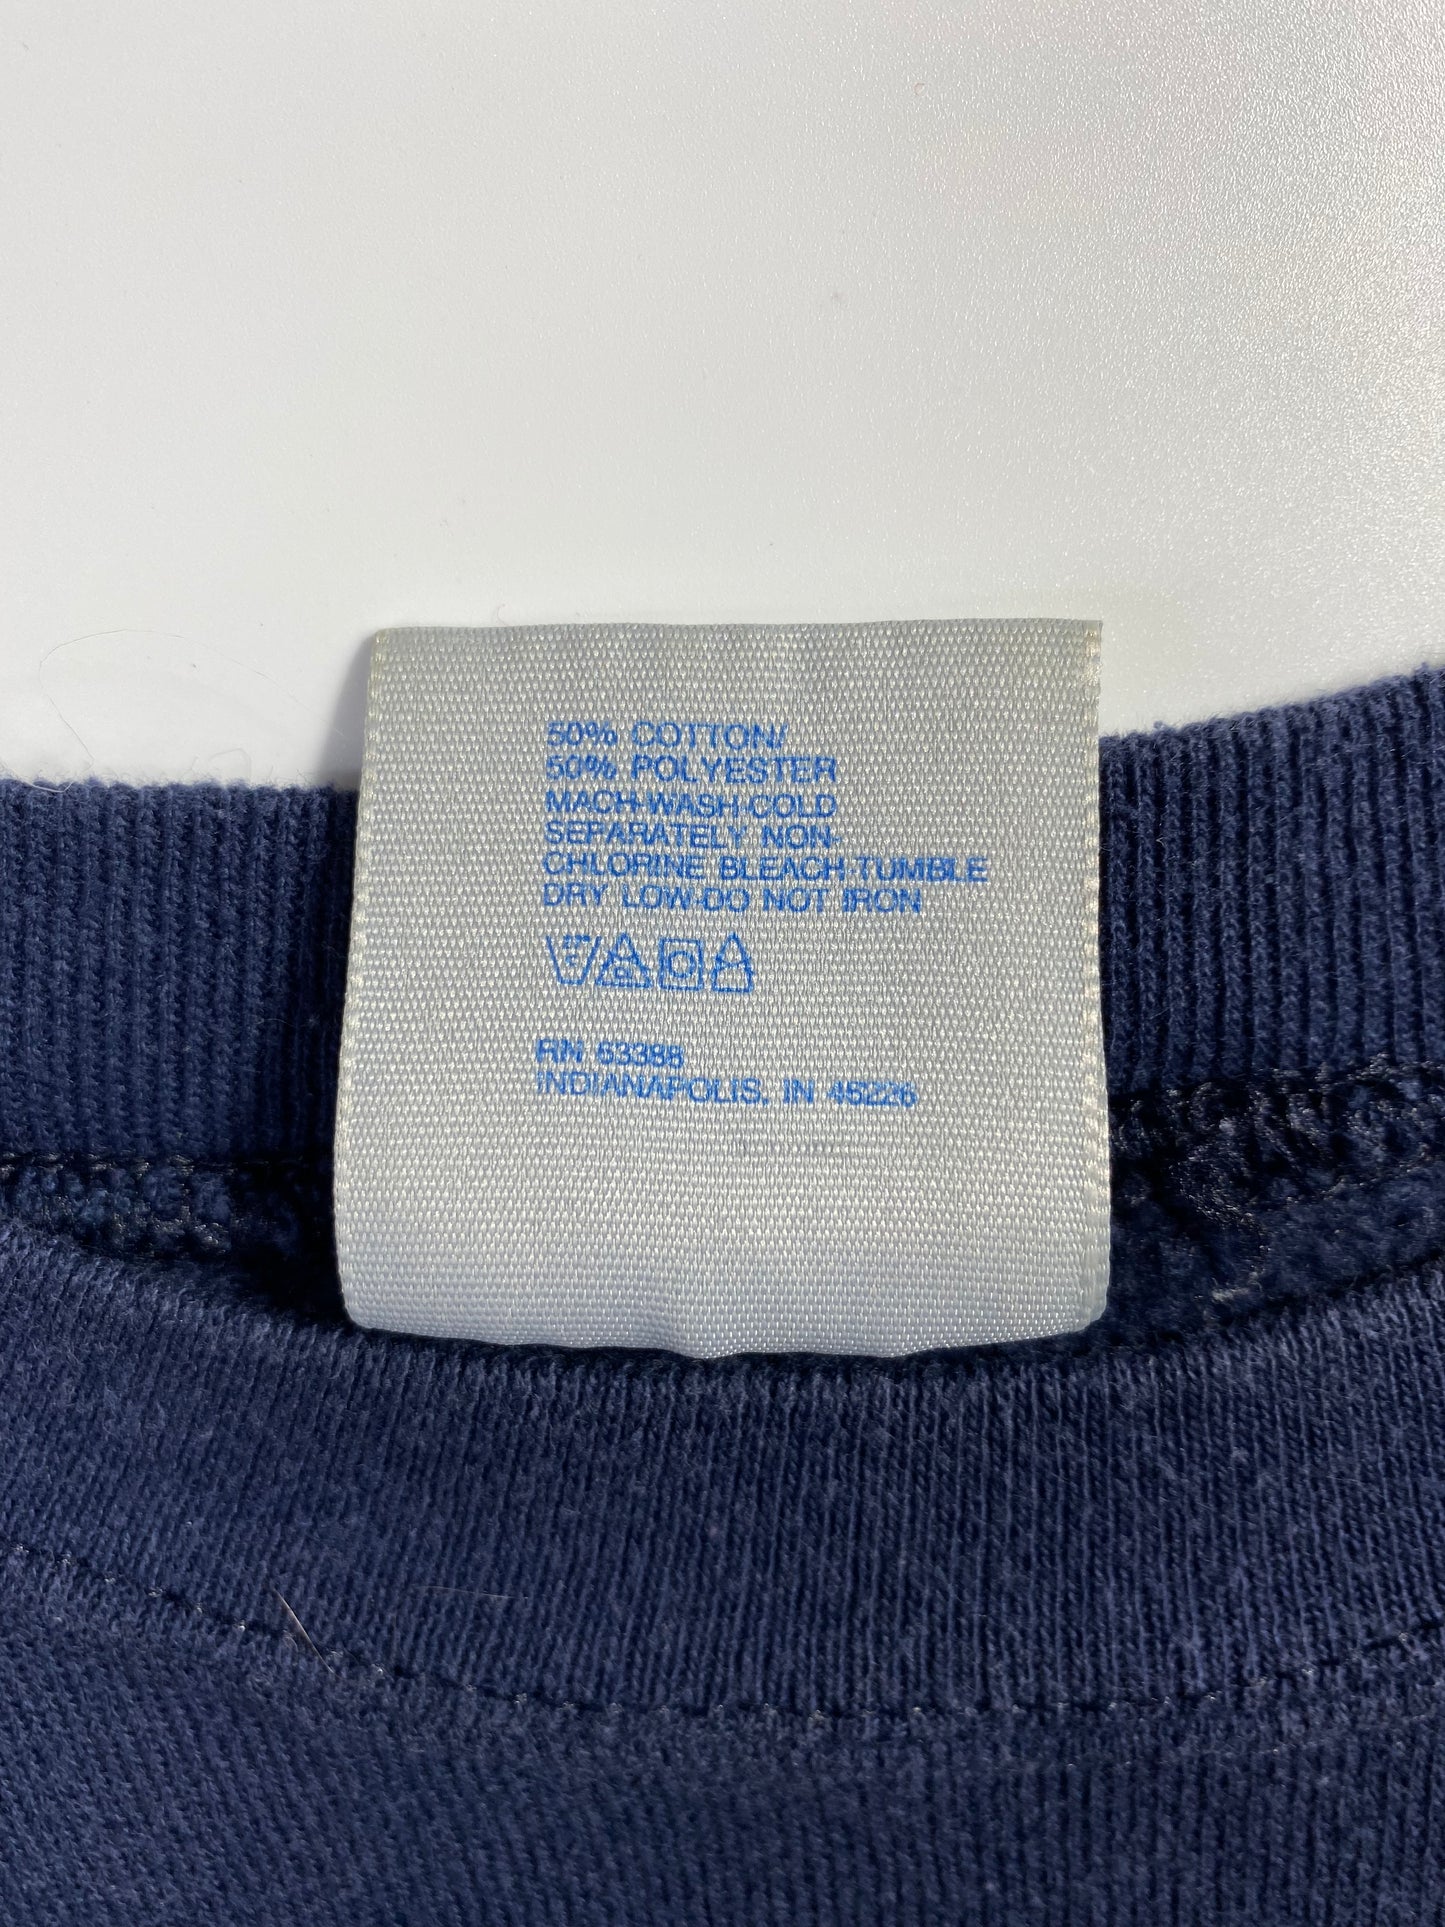 50% COTTON/
50% POLYESTER
MACH-WASH-COLD
SEPARATELY NON-
CHLORINE BLEACH-TUMBLE
DRY LOW-DO NOT IRON
RN 63388
INDIANAPOLIS, IN 46226